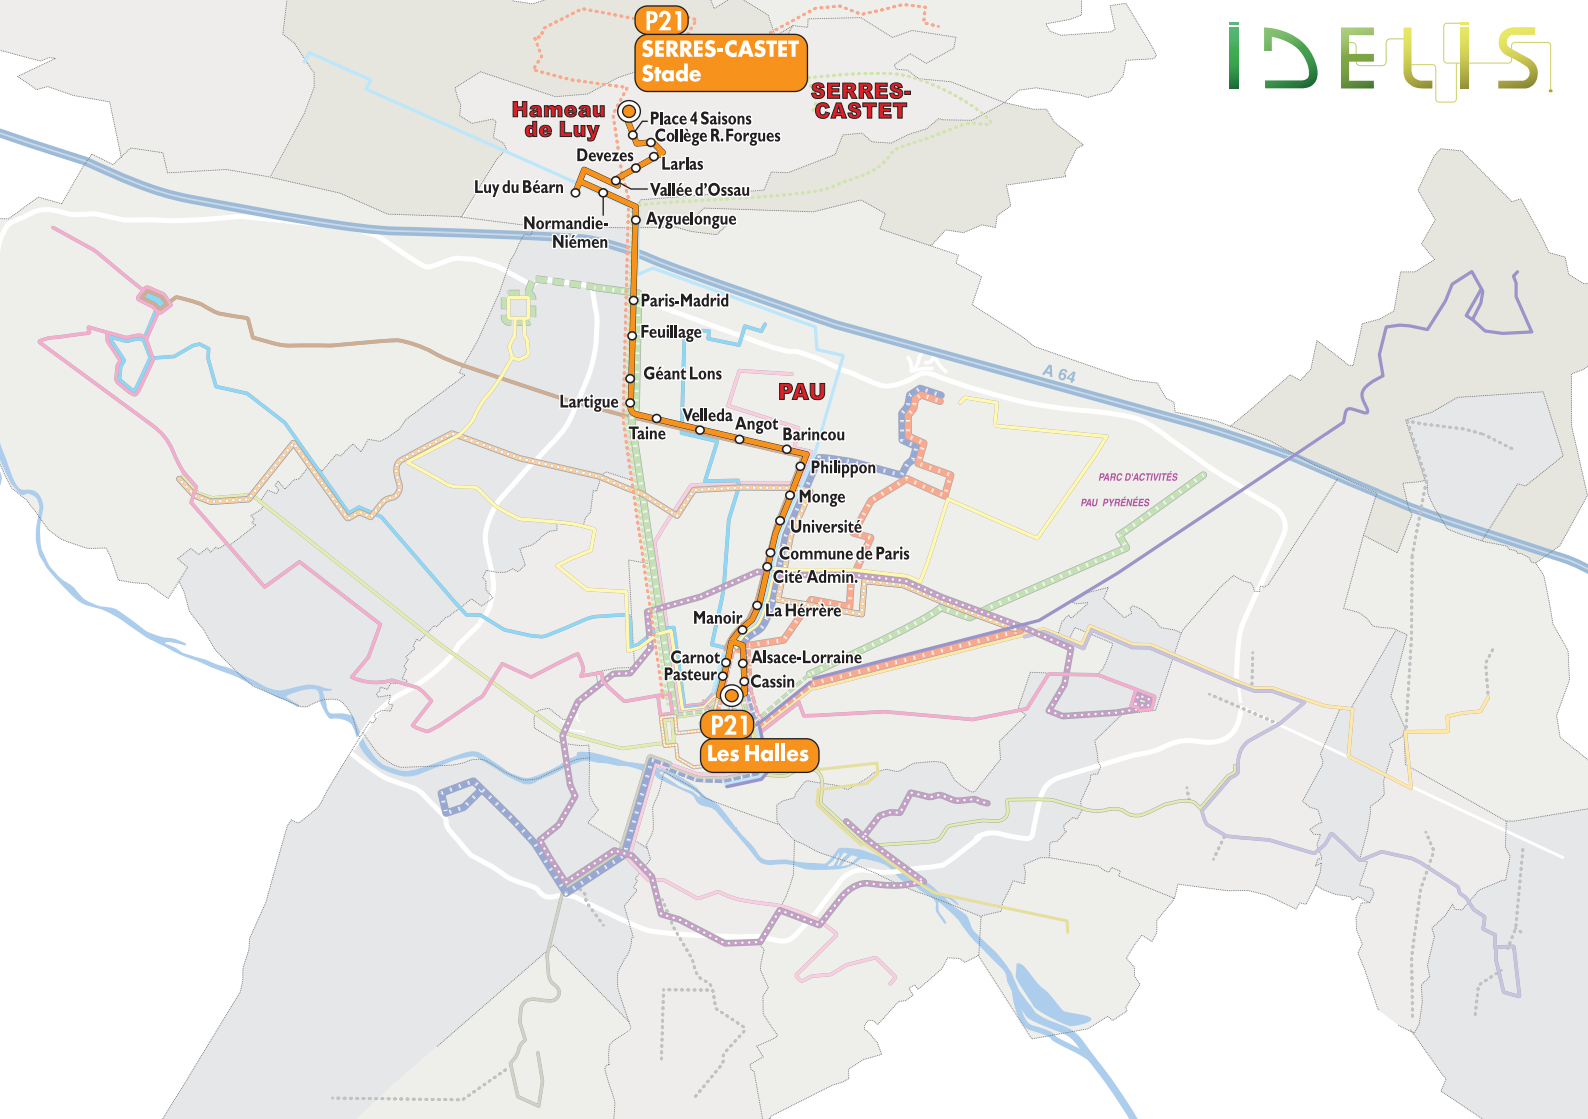 P21
SERRES-CASTET
Stade
IDELIS
SERRES-
CASTET
Hameau
de Luy
Place 4 Saisons
Collège R. Forgues
Devezes
Larlas
Luy du Béarn
Vallée d'Ossau
Normandie-
Niémen
Ayguelongue
Paris-Madrid
Feuillage
Géant Lons
A 64
PAU
Lartigue
Velleda
Angot
Taine
Barincou
Philippon
PARC D'ACTIVITÉS
PAU PYRÉNÉES
Monge
Université
Commune de Paris
Cité Admin.
La Hérrère
Manoir
Carnot
Alsace-Lorraine
Pasteur
Cassin
P21
Les Halles